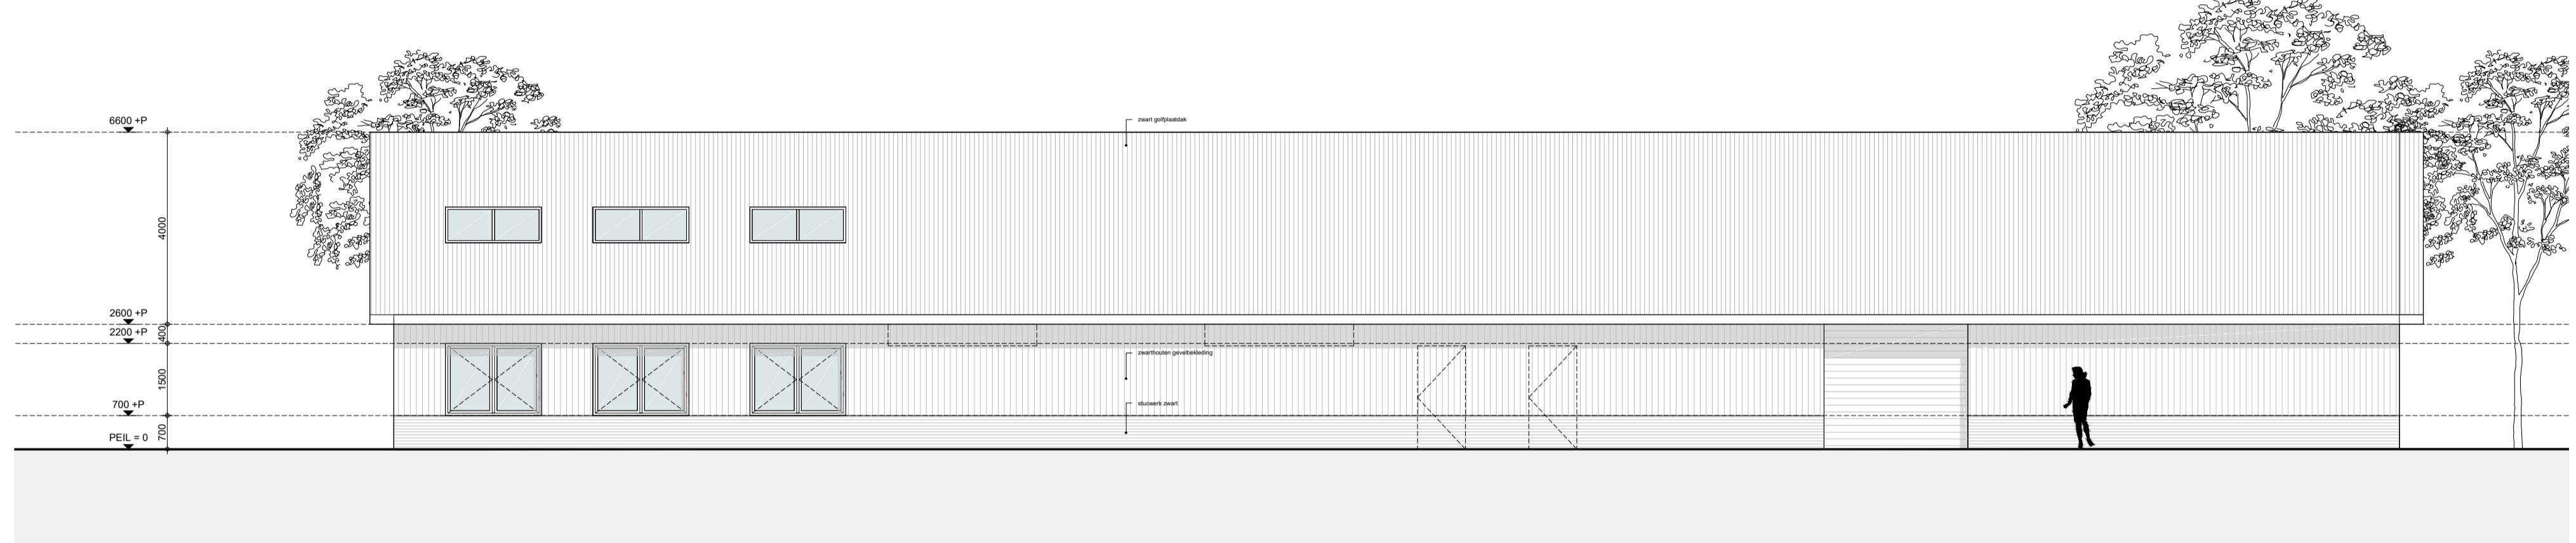 6600 +P
zwart golfplaatdak
4000
2600 +P
400
2200 +P
zwarthouten gevelbekleding
1500
700 +P
stucwerk zwart
700
PEIL = 0